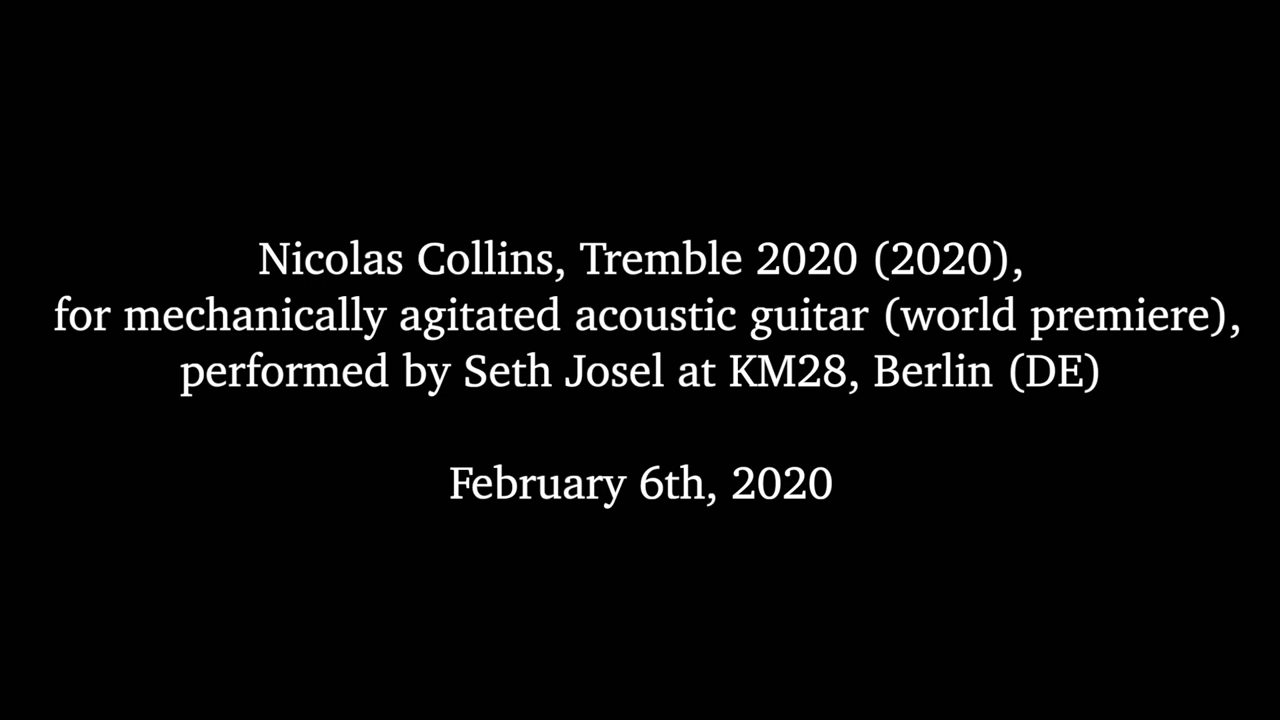 Nicolas Collins, Tremble 2020 (2020),
for mechanically agitated acoustic guitar (world premiere),
performed by Seth Josel at KM28, Berlin (DE)
February 6th, 2020